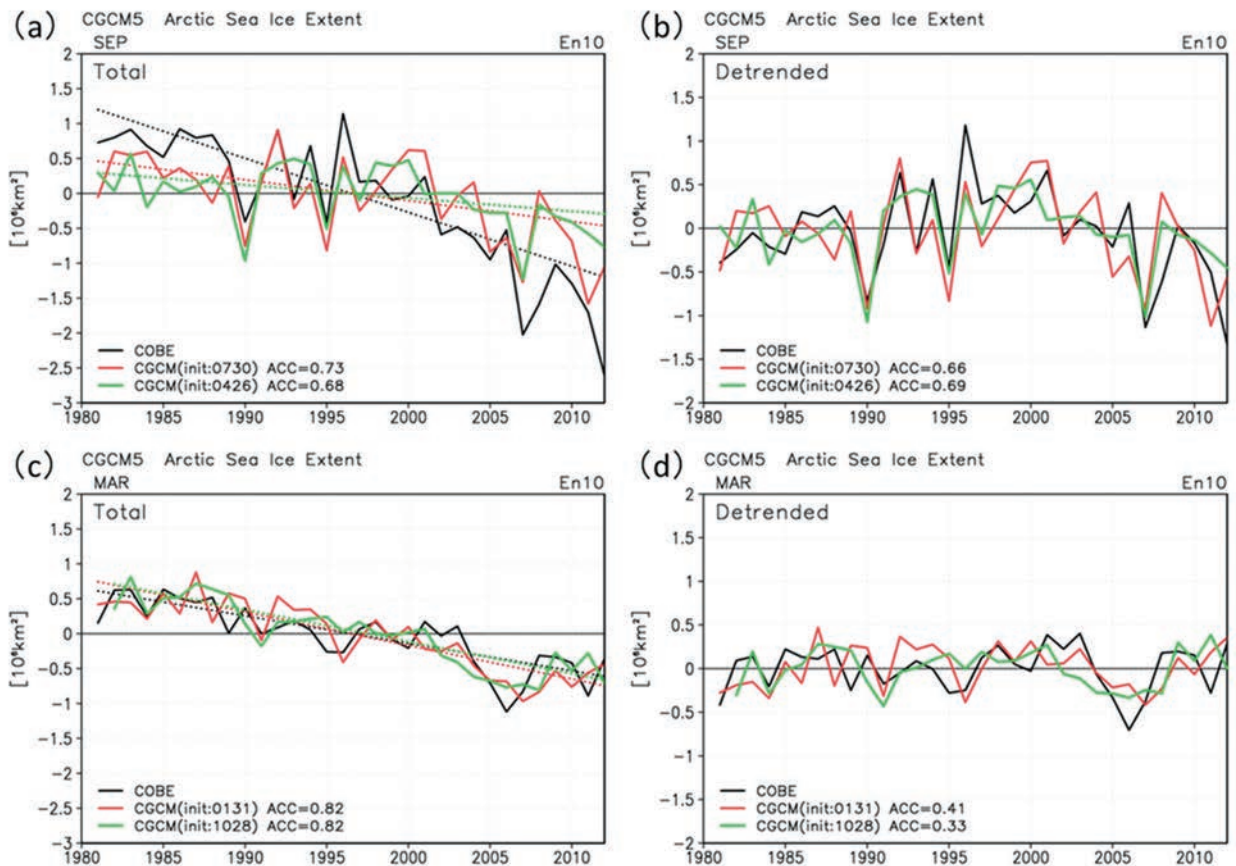 (a)
CGCM5 Arctic Sea Ice Extent
SEP
En10
Total
[10⁶km²]
2
1.5
1
0.5
0
−0.5
−1
−1.5
−2
−2.5
−3
COBE
CGCM(init:0730) ACC=0.73
CGCM(init:0426) ACC=0.68
1980 1985 1990 1995 2000 2005 2010
(b)
CGCM5 Arctic Sea Ice Extent
SEP
En10
Detrended
[10⁶km²]
2
1.5
1
0.5
0
−0.5
−1
−1.5
−2
COBE
CGCM(init:0730) ACC=0.66
CGCM(init:0426) ACC=0.69
1980 1985 1990 1995 2000 2005 2010
(c)
CGCM5 Arctic Sea Ice Extent
MAR
En10
Total
[10⁶km²]
2
1.5
1
0.5
0
−0.5
−1
−1.5
−2
−2.5
−3
COBE
CGCM(init:0131) ACC=0.82
CGCM(init:1028) ACC=0.82
1980 1985 1990 1995 2000 2005 2010
(d)
CGCM5 Arctic Sea Ice Extent
MAR
En10
Detrended
[10⁶km²]
2
1.5
1
0.5
0
−0.5
−1
−1.5
−2
COBE
CGCM(init:0131) ACC=0.41
CGCM(init:1028) ACC=0.33
1980 1985 1990 1995 2000 2005 2010